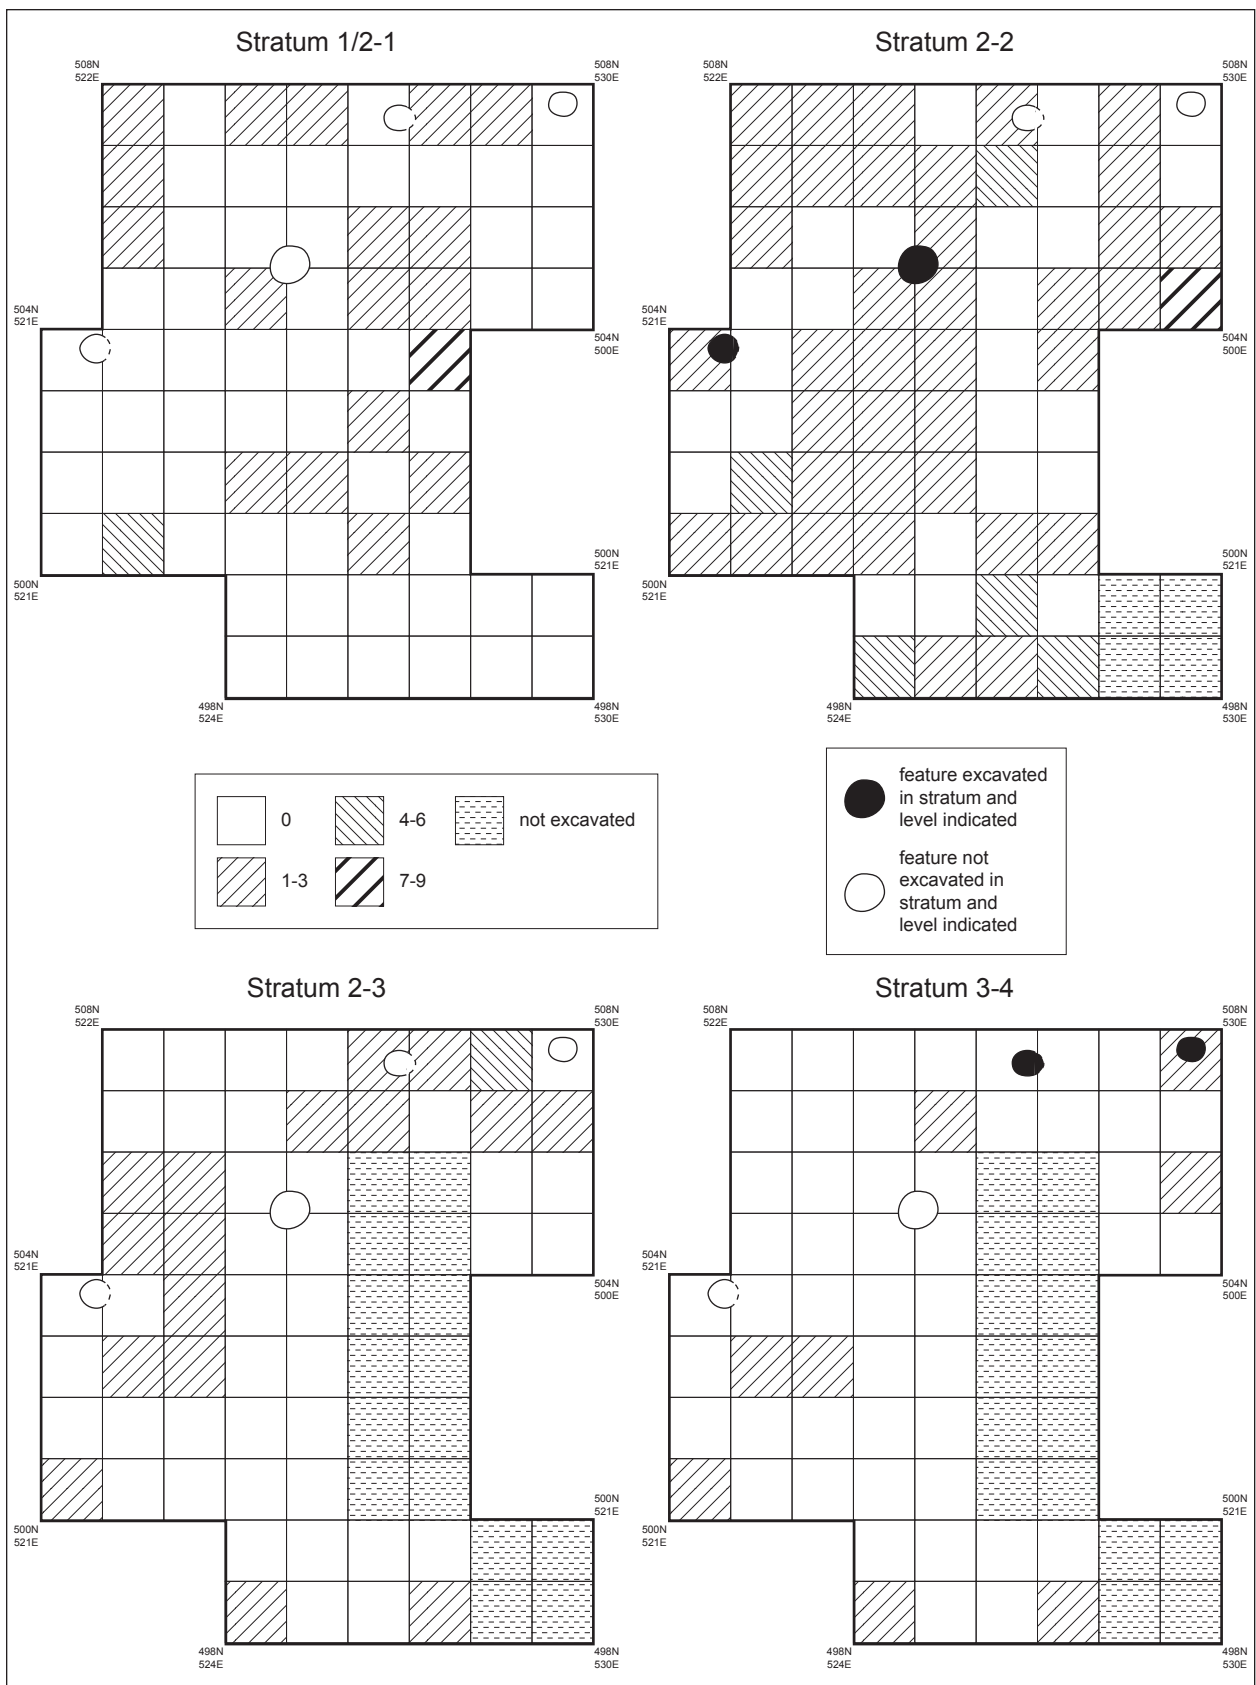 Stratum 1/2-1
508N
522E
508N
530E
504N
521E
504N
500E
500N
521E
500N
521E
498N
524E
498N
530E
Stratum 2-2
508N
522E
508N
530E
504N
521E
504N
500E
500N
521E
500N
521E
498N
524E
498N
530E
0
4-6
not excavated
1-3
7-9
feature excavated
in stratum and
level indicated
feature not
excavated in
stratum and
level indicated
Stratum 2-3
508N
522E
508N
530E
504N
521E
504N
500E
500N
521E
500N
521E
498N
524E
498N
530E
Stratum 3-4
508N
522E
508N
530E
504N
521E
504N
500E
500N
521E
500N
521E
498N
524E
498N
530E